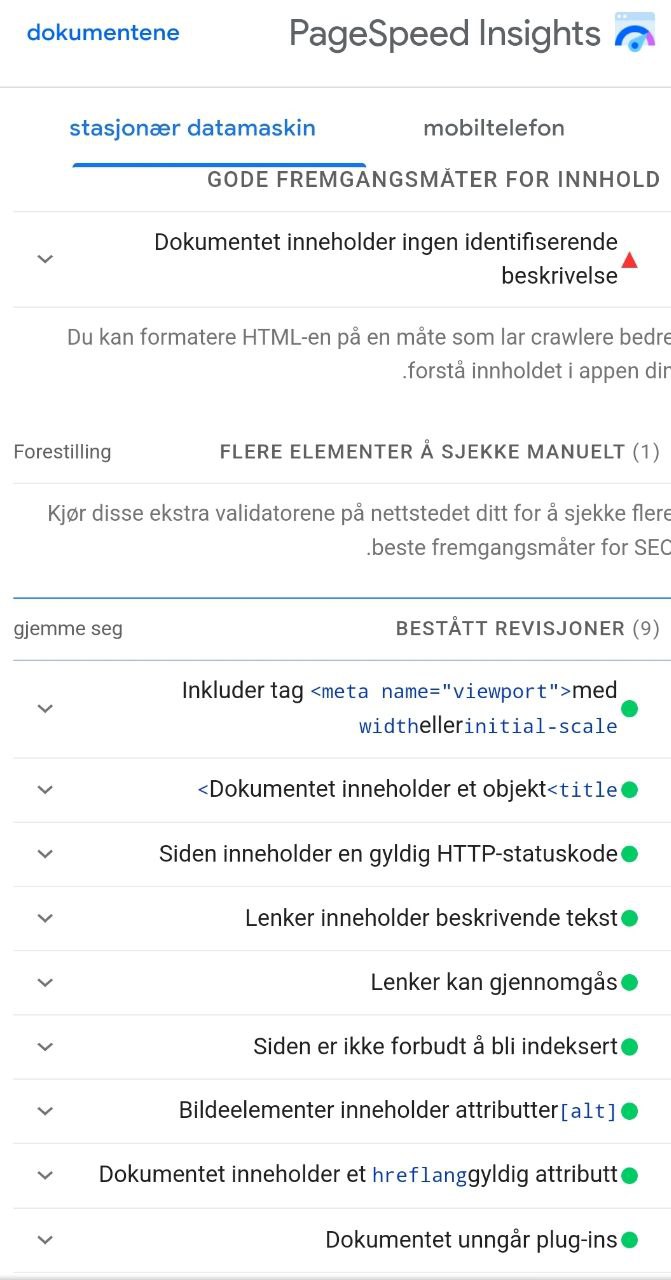 dokumentene
PageSpeed Insights
stasjonær datamaskin
mobiltelefon
GODE FREMGANGSMÅTER FOR INNHOLD
Dokumentet inneholder ingen identifiserende
beskrivelse
Du kan formatere HTML-en på en måte som lar crawlere bedre
.forstå innholdet i appen din
Forestilling
FLERE ELEMENTER Å SJEKKE MANUELT (1)
Kjør disse ekstra validatorene på nettstedet ditt for å sjekke flere
.beste fremgangsmåter for SEO
gjemme seg
BESTÅTT REVISJONER (9)
Inkluder tag <meta name="viewport">med
widthellerinitial-scale
<Dokumentet inneholder et objekt<title
Siden inneholder en gyldig HTTP-statuskode
Lenker inneholder beskrivende tekst
Lenker kan gjennomgås
Siden er ikke forbudt å bli indeksert
Bildeelementer inneholder attributter[alt]
Dokumentet inneholder et hreflanggyldig attributt
Dokumentet unngår plug-ins